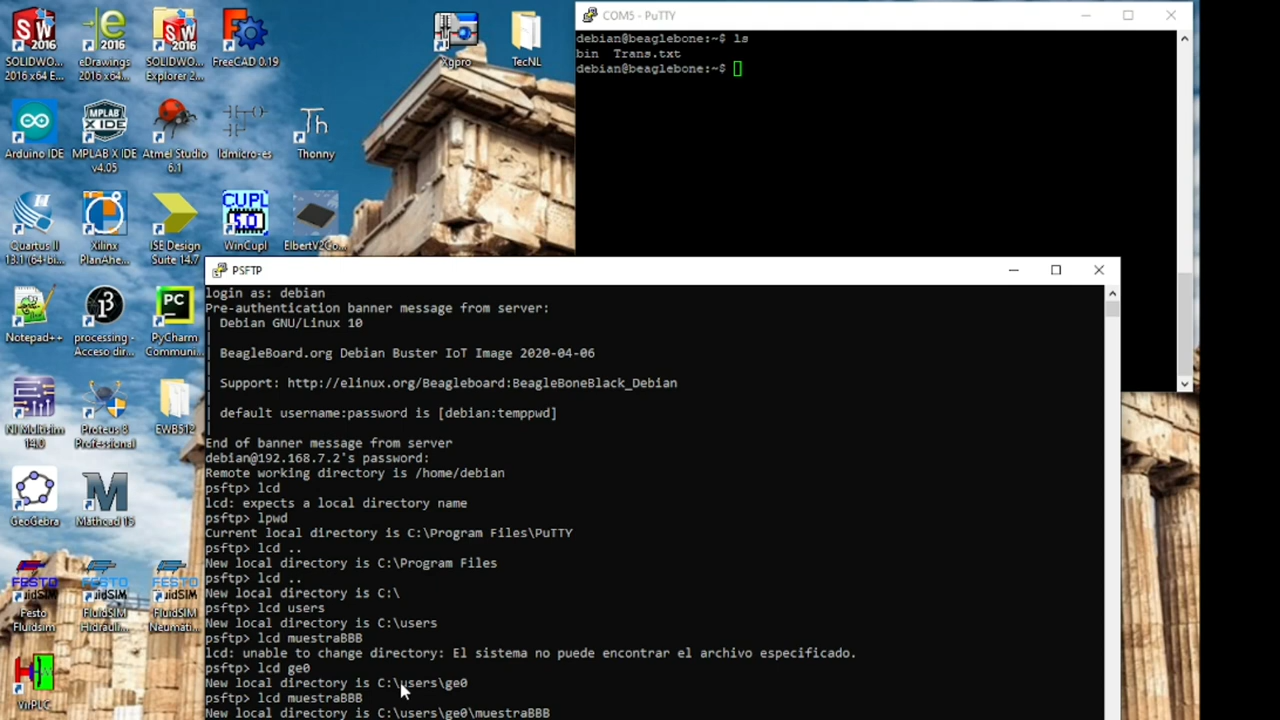 SOLIDWO...
2016 x64 E...
eDrawings
2016 x64...
SOLIDWO...
Explorer 2...
FreeCAD 0.19
Xgpro
TecNL
Arduino IDE
MPLAB X IDE
v4.05
Atmel Studio
6.1
ldmicro-es
Thonny
Quartus II
13.1 (64-bi...
Xilinx
PlanAhe...
ISE Design
Suite 14.7
WinCupl
ElbertV2Co...
Notepad++
processing -
Acceso dir...
PyCharm
Communi...
NI Multisim
14.0
Proteus 8
Professional
EWB512
GeoGebra
Mathcad 15
Festo
Fluidsim
FluidSIM
Hidrauli...
FluidSIM
Neumati...
VirPLC
COM5 - PuTTY
debian@beaglebone:~$ ls
bin  Trans.txt
debian@beaglebone:~$
PSFTP
login as: debian
Pre-authentication banner message from server:
| Debian GNU/Linux 10
|
| BeagleBoard.org Debian Buster IoT Image 2020-04-06
|
| Support: http://elinux.org/Beagleboard:BeagleBoneBlack_Debian
|
| default username:password is [debian:temppwd]
|
End of banner message from server
debian@192.168.7.2's password:
Remote working directory is /home/debian
psftp> lcd
lcd: expects a local directory name
psftp> lpwd
Current local directory is C:\Program Files\PuTTY
psftp> lcd ..
New local directory is C:\Program Files
psftp> lcd ..
New local directory is C:\
psftp> lcd users
New local directory is C:\users
psftp> lcd muestraBBB
lcd: unable to change directory: El sistema no puede encontrar el archivo especificado.
psftp> lcd ge0
New local directory is C:\users\ge0
psftp> lcd muestraBBB
New local directory is C:\users\ge0\muestraBBB